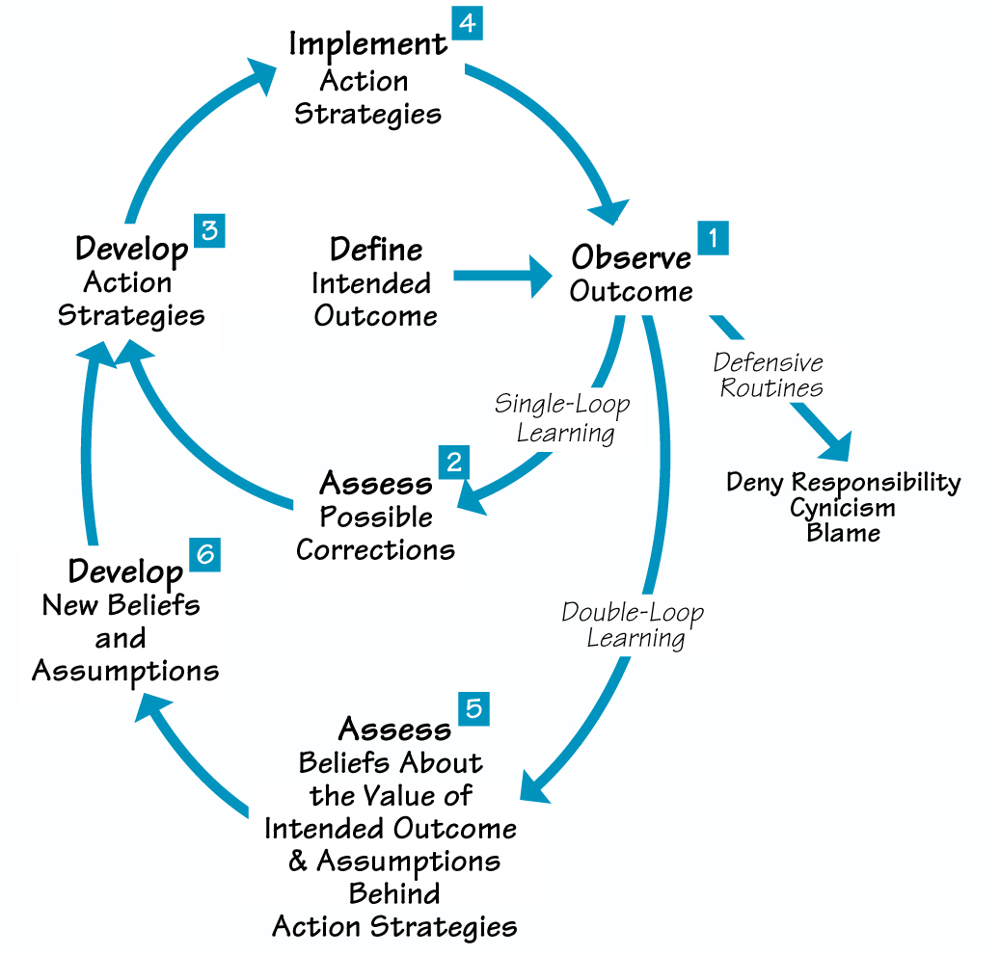 4
Implement
Action
Strategies
3
Develop
Action
Strategies
Define
Intended
Outcome
1
Observe
Outcome
Defensive
Routines
Deny Responsibility
Cynicism
Blame
Single-Loop
Learning
2
Assess
Possible
Corrections
6
Develop
New Beliefs
and
Assumptions
Double-Loop
Learning
5
Assess
Beliefs About
the Value of
Intended Outcome
& Assumptions
Behind
Action Strategies